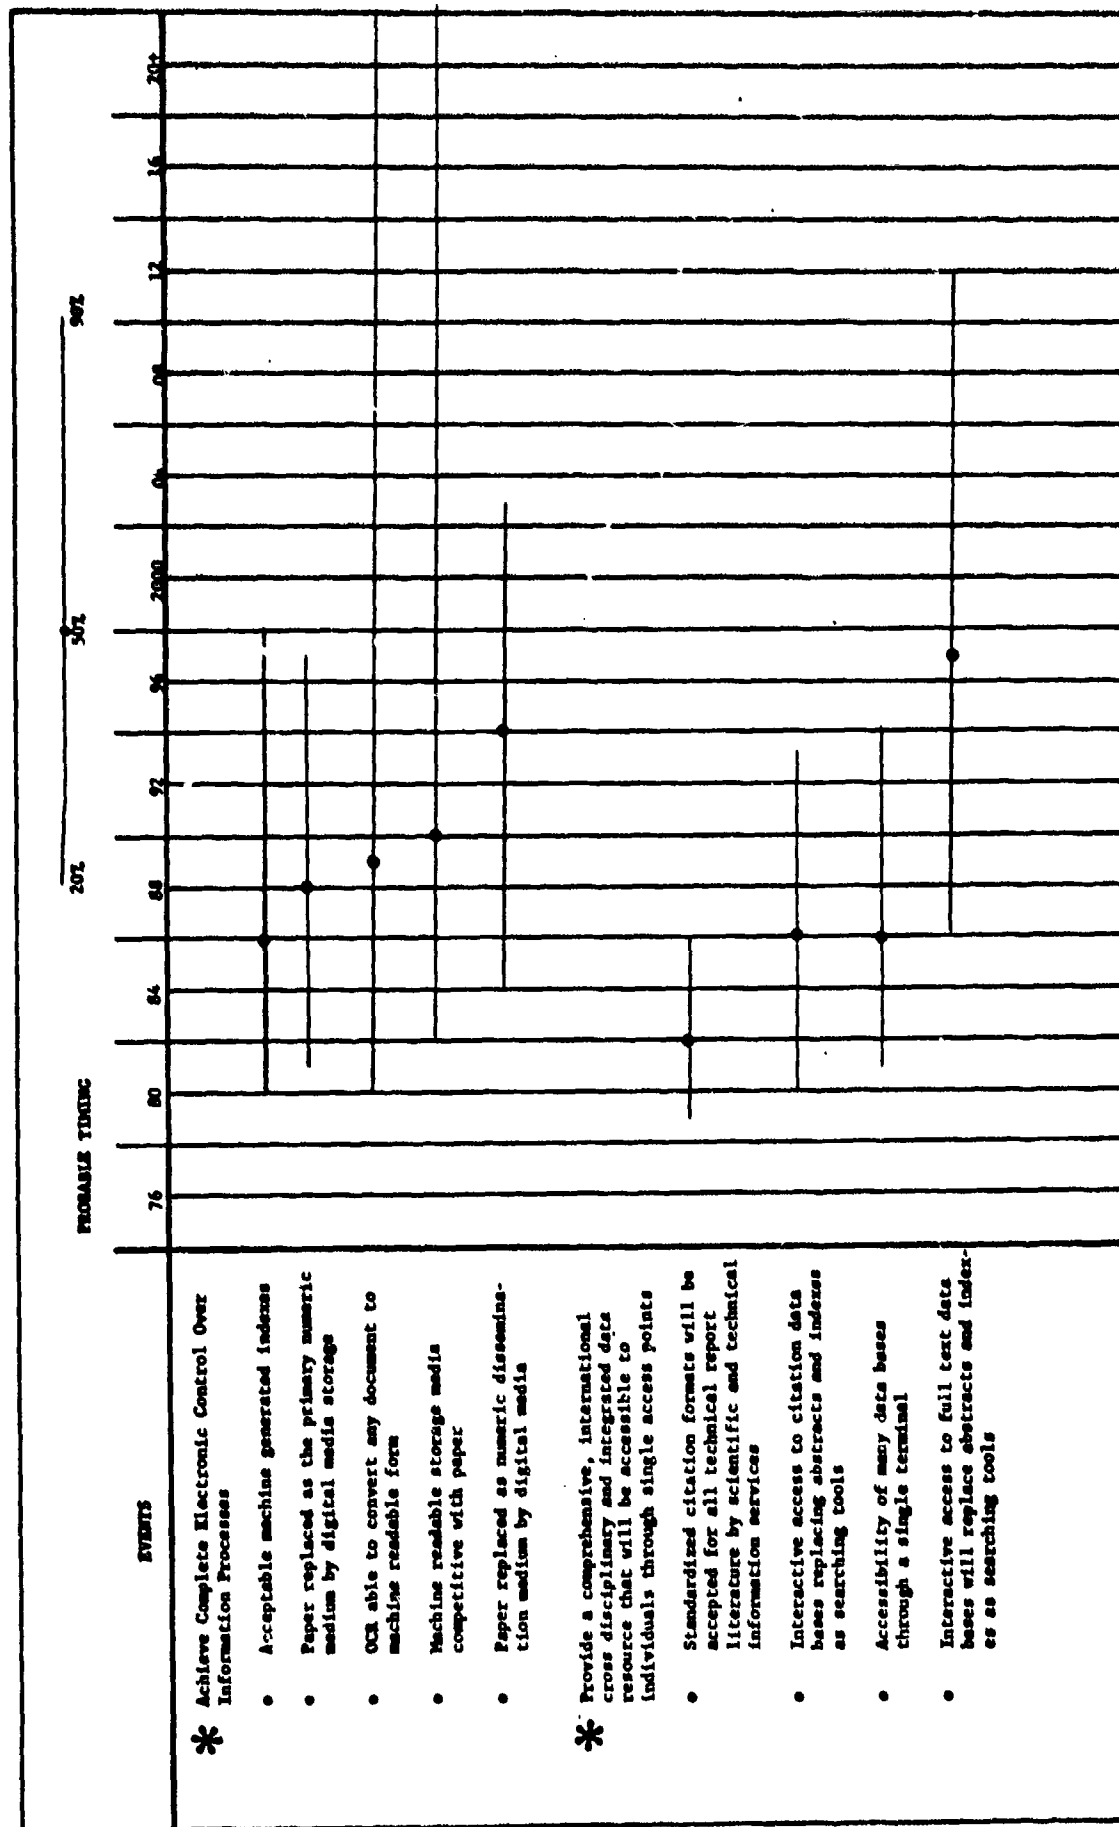 PROBABLE TIMING
20% 50% 90%
EVENTS
76 80 84 88 92 96 2000 04 08 12 16 20+
Achieve Complete Electronic Control Over
Information Processes
• Acceptable machine generated indexes
• Paper replaced as the primary numeric
medium by digital media storage
• OCR able to convert any document to
machine readable form
• Machine readable storage media
competitive with paper
• Paper replaced as numeric dissemina-
tion medium by digital media
Provide a comprehensive, international
cross disciplinary and integrated data
resource that will be accessible to
individuals through single access points
• Standardized citation formats will be
accepted for all technical report
literature by scientific and technical
information services
• Interactive access to citation data
bases replacing abstracts and indexes
as searching tools
• Accessibility of many data bases
through a single terminal
• Interactive access to full text data
bases will replace abstracts and index-
es as searching tools